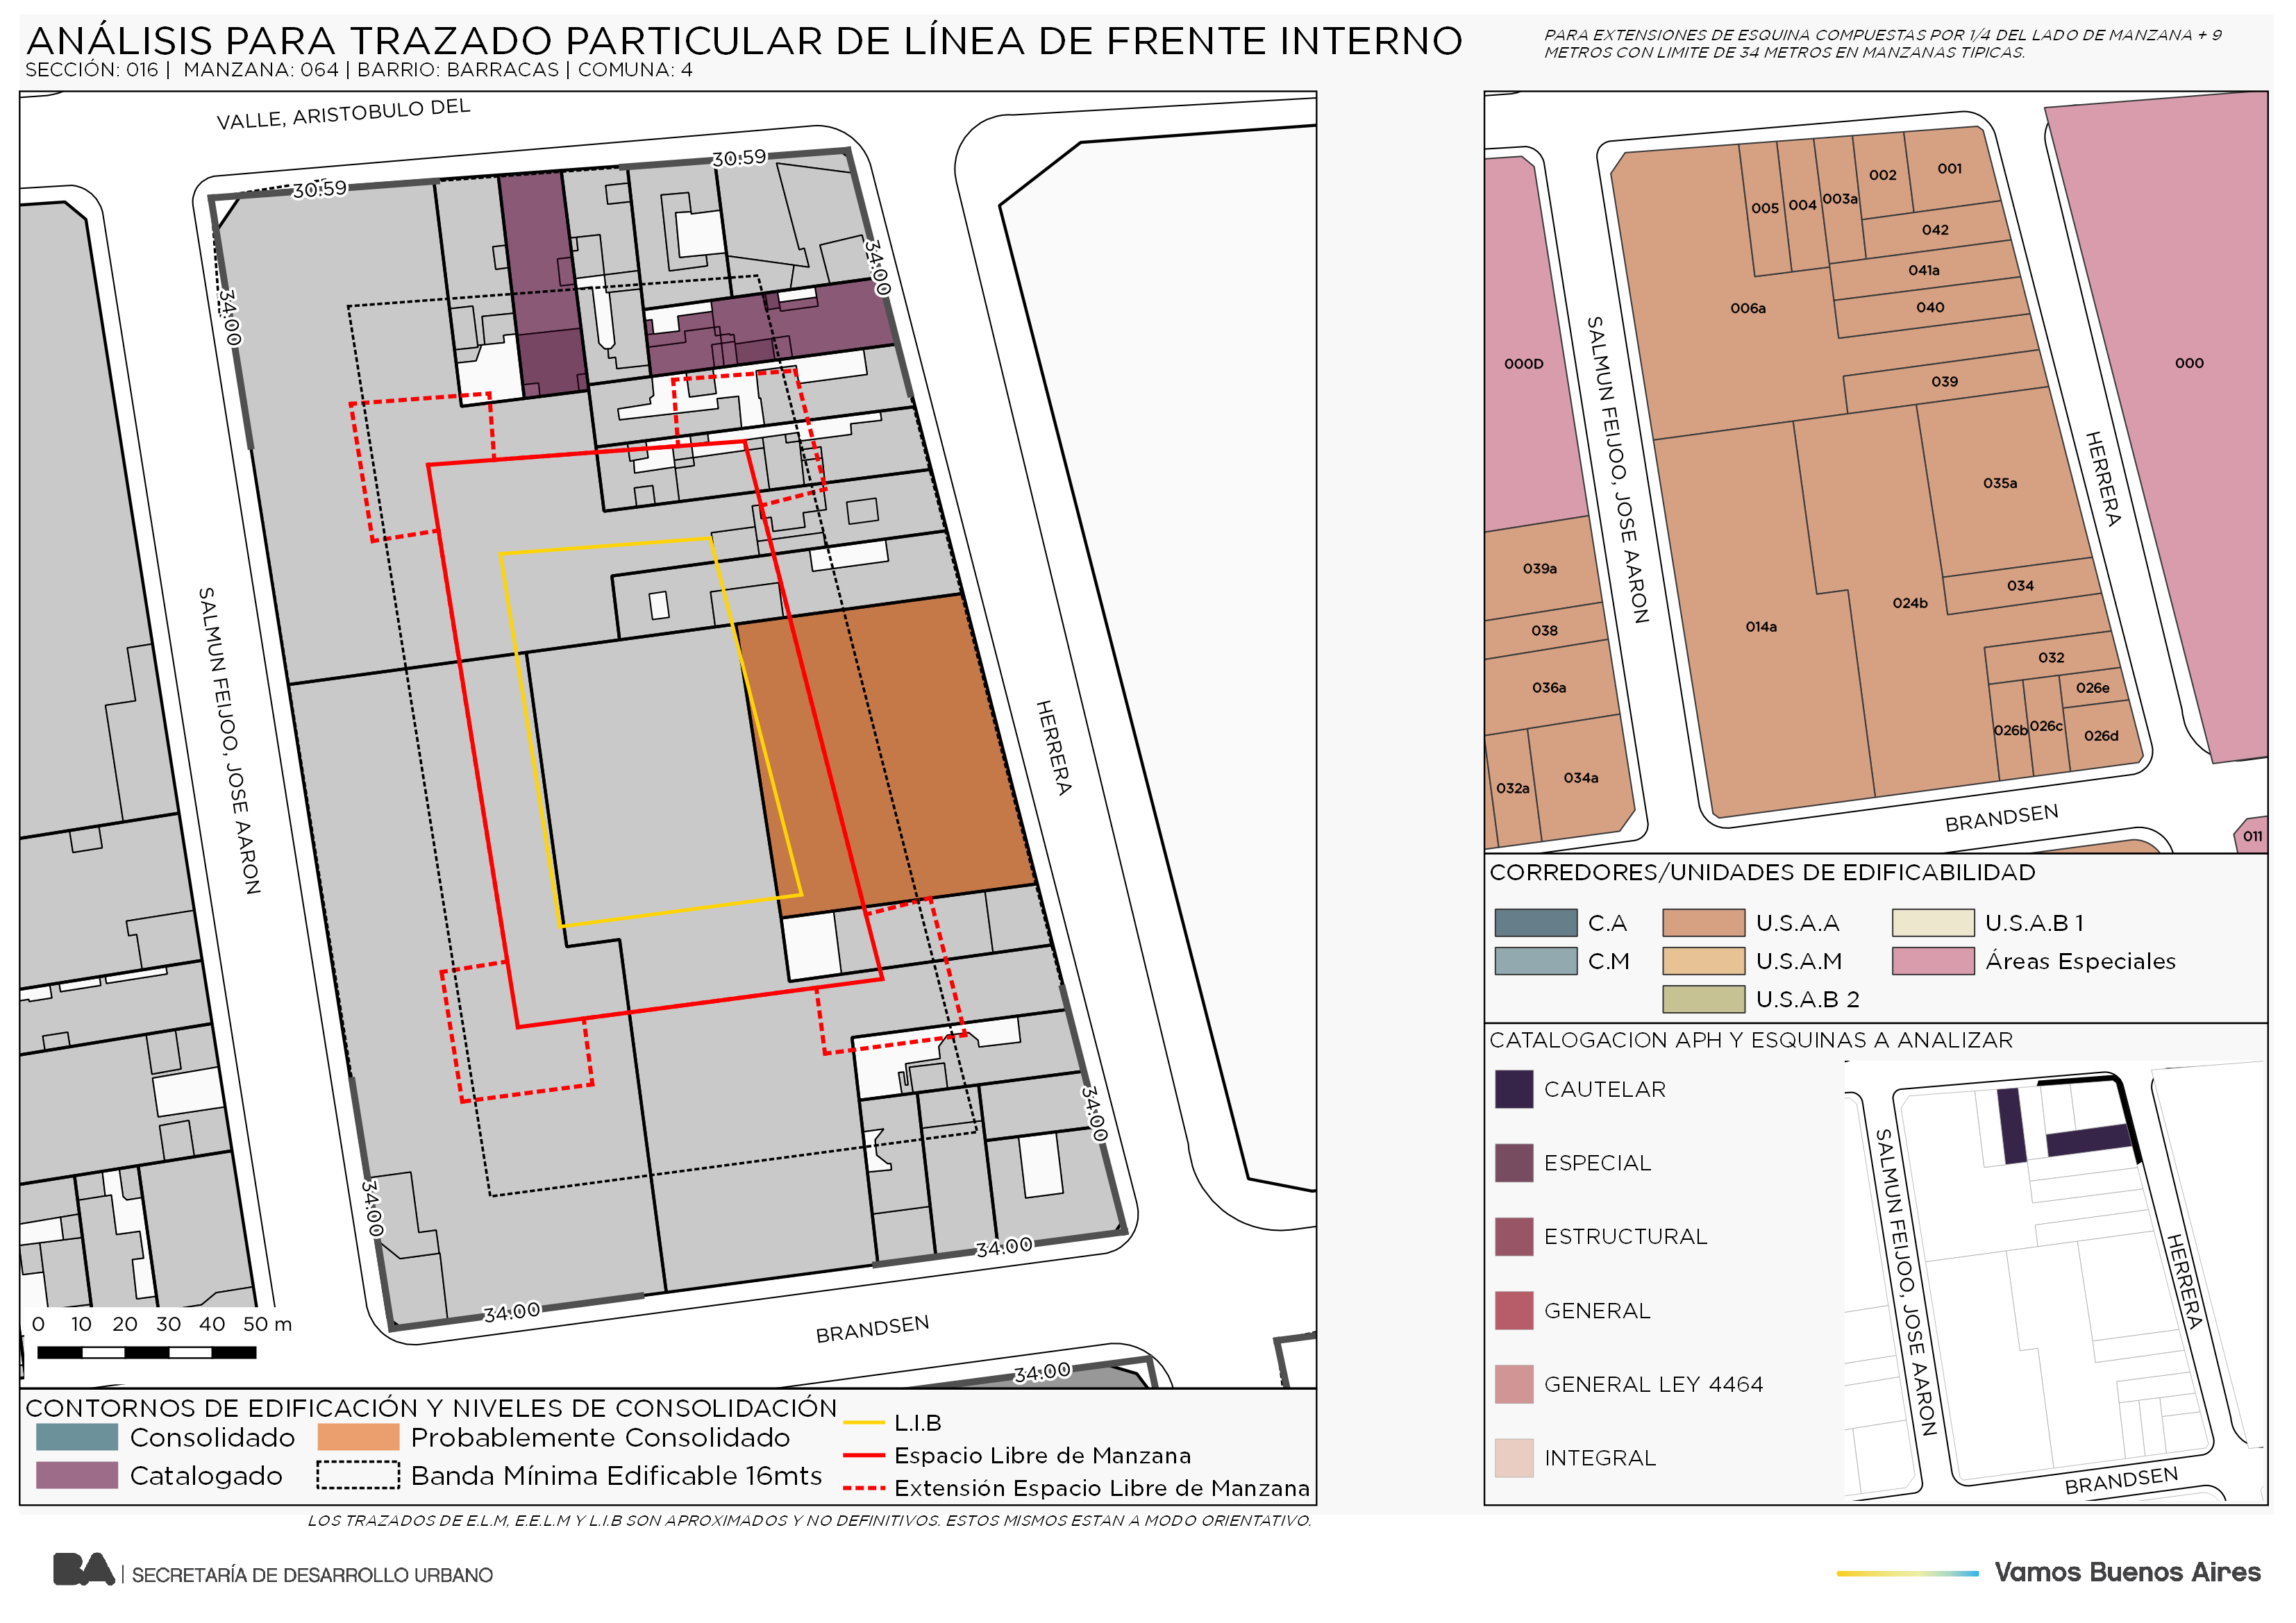 ANÁLISIS PARA TRAZADO PARTICULAR DE LÍNEA DE FRENTE INTERNO
SECCIÓN: 016 | MANZANA: 064 | BARRIO: BARRACAS | COMUNA: 4
PARA EXTENSIONES DE ESQUINA COMPUESTAS POR 1/4 DEL LADO DE MANZANA + 9
METROS CON LIMITE DE 34 METROS EN MANZANAS TIPICAS.
VALLE, ARISTOBULO DEL
30.59
30.59
34.00
34.00
SALMUN FEIJOO, JOSE AARON
HERRERA
34.00
34.00
34.00
34.00
BRANDSEN
34.00
0 10 20 30 40 50 m
CONTORNOS DE EDIFICACIÓN Y NIVELES DE CONSOLIDACIÓN
Consolidado
Probablemente Consolidado
Catalogado
Banda Mínima Edificable 16mts
L.I.B
Espacio Libre de Manzana
Extensión Espacio Libre de Manzana
LOS TRAZADOS DE E.L.M, E.E.L.M Y L.I.B SON APROXIMADOS Y NO DEFINITIVOS. ESTOS MISMOS ESTAN A MODO ORIENTATIVO.
001
002
003a
004
005
042
041a
040
006a
039
000D
000
035a
039a
034
024b
014a
038
032
036a
026e
026b
026c
026d
034a
032a
011
SALMUN FEIJOO, JOSE AARON
HERRERA
BRANDSEN
CORREDORES/UNIDADES DE EDIFICABILIDAD
C.A
U.S.A.A
U.S.A.B 1
C.M
U.S.A.M
Áreas Especiales
U.S.A.B 2
CATALOGACION APH Y ESQUINAS A ANALIZAR
CAUTELAR
ESPECIAL
ESTRUCTURAL
GENERAL
GENERAL LEY 4464
INTEGRAL
SALMUN FEIJOO, JOSE AARON
HERRERA
BRANDSEN
BA | SECRETARÍA DE DESARROLLO URBANO
Vamos Buenos Aires